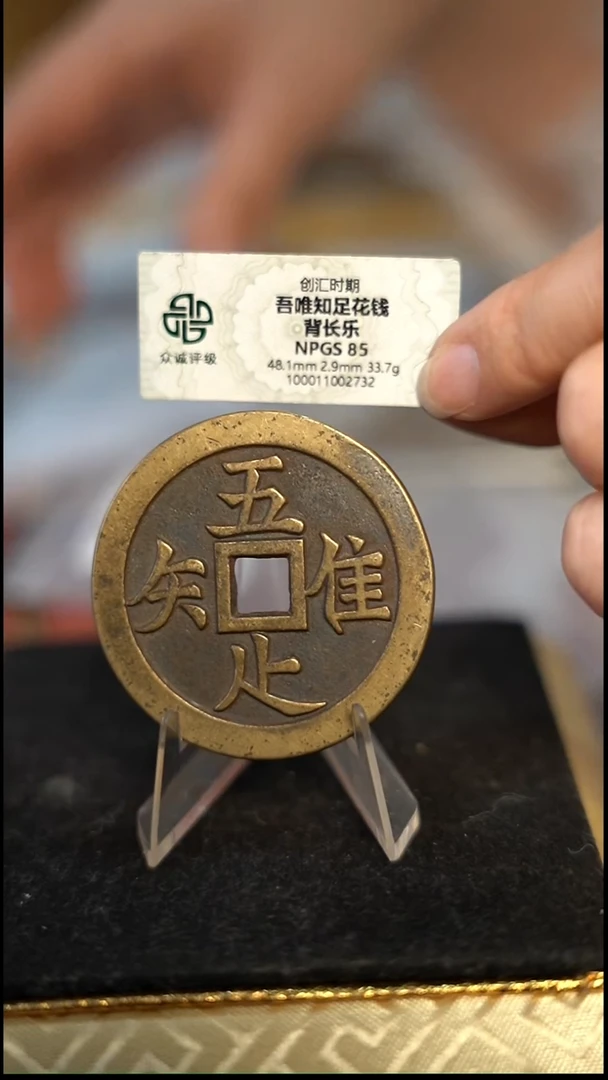 创汇时期
吾唯知足花钱
背长乐
NPGS 85
48.1mm 2.9mm 33.7g
100011002732
众诚评级
五
矢 隹
止